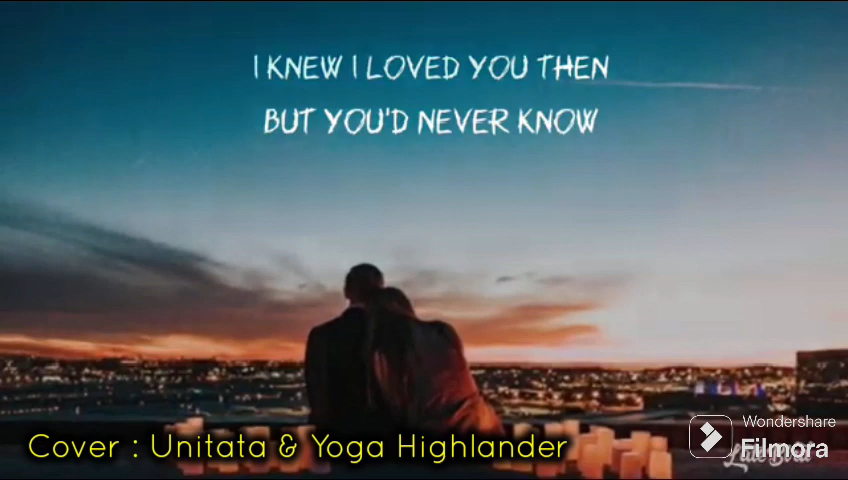 I KNEW I LOVED YOU THEN
BUT YOU'D NEVER KNOW
Cover : Unitata & Yoga Highlander
Wondershare
Filmora